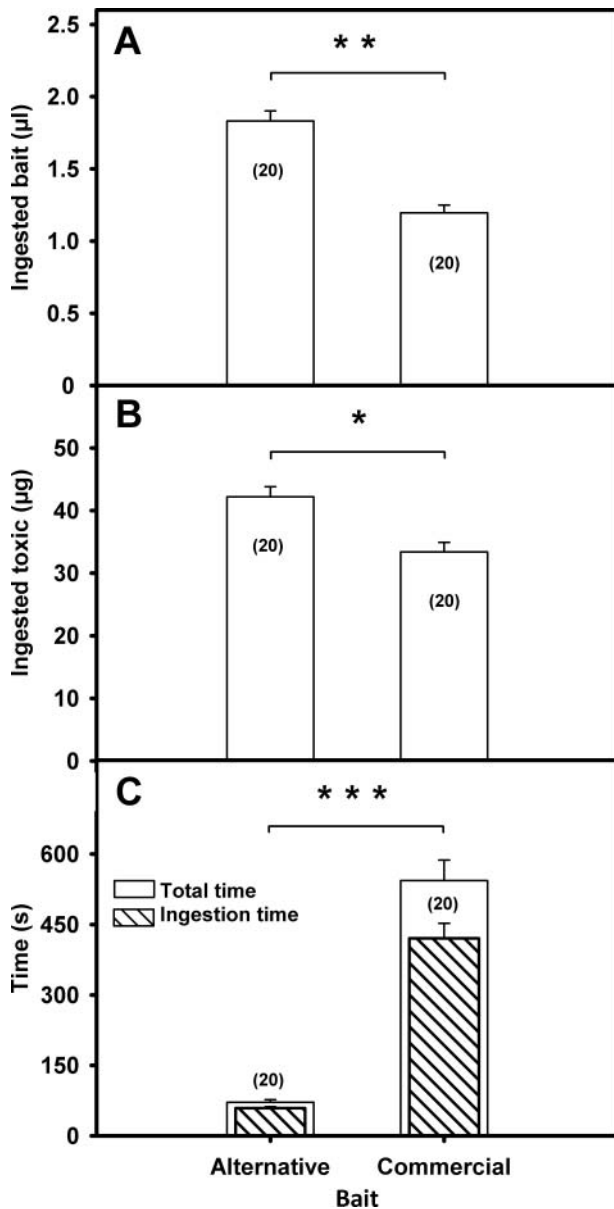 A
* *
2.5
2.0
1.5
1.0
0.5
0
Ingested bait (µl)
(20)
(20)
B
*
50
40
30
20
10
0
Ingested toxic (µg)
(20)
(20)
C
* * *
600
450
300
150
0
Time (s)
Total time
Ingestion time
(20)
(20)
Alternative Commercial
Bait